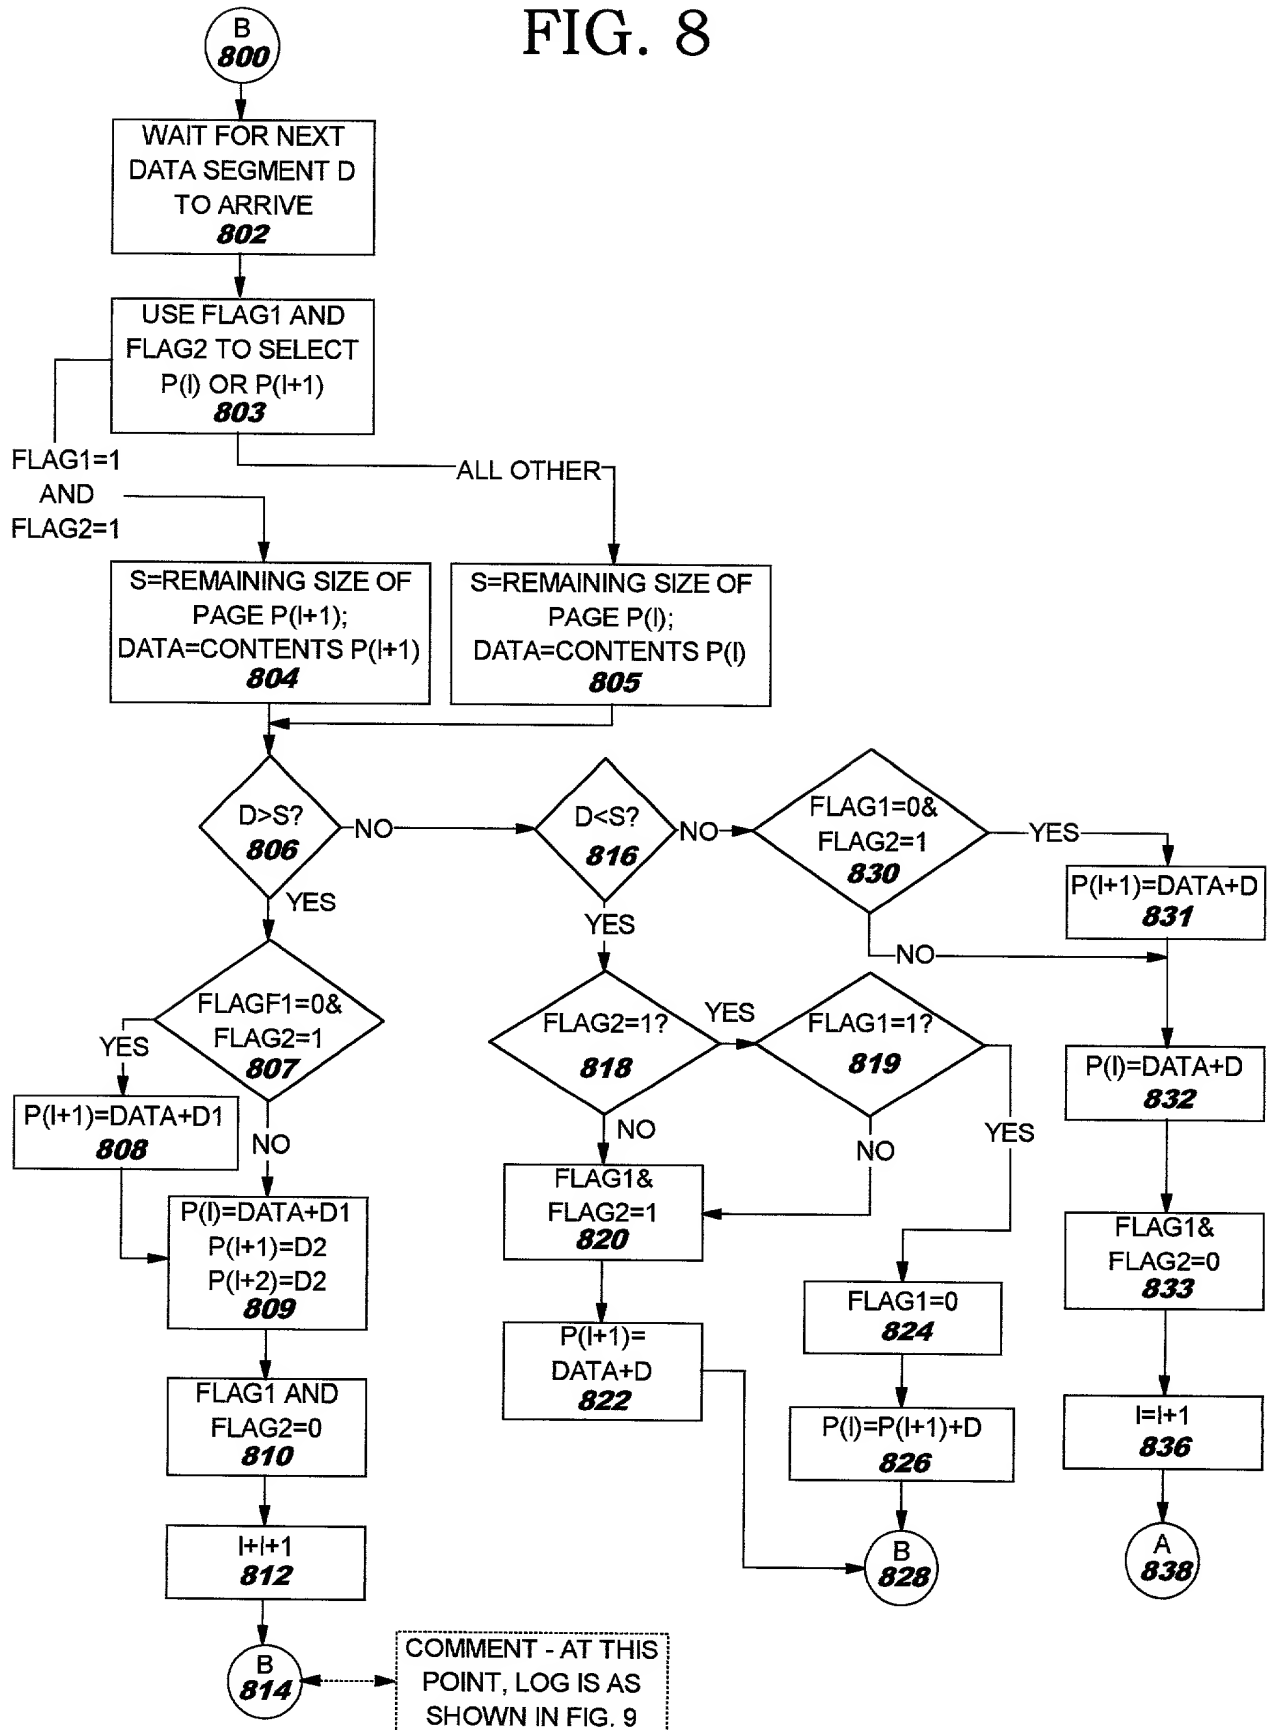 FIG. 8
B
800
WAIT FOR NEXT
DATA SEGMENT D
TO ARRIVE
802
USE FLAG1 AND
FLAG2 TO SELECT
P(I) OR P(I+1)
803
FLAG1=1
AND
FLAG2=1
ALL OTHER
S=REMAINING SIZE OF
PAGE P(I+1);
DATA=CONTENTS P(I+1)
804
S=REMAINING SIZE OF
PAGE P(I);
DATA=CONTENTS P(I)
805
D>S?
806
NO
D<S?
816
NO
FLAG1=0&
FLAG2=1
830
YES
P(I+1)=DATA+D
831
NO
YES
FLAGF1=0&
FLAG2=1
807
YES
P(I+1)=DATA+D1
808
NO
P(I)=DATA+D1
P(I+1)=D2
P(I+2)=D2
809
FLAG1 AND
FLAG2=0
810
I+I+1
812
B
814
COMMENT - AT THIS
POINT, LOG IS AS
SHOWN IN FIG. 9
YES
FLAG2=1?
818
YES
FLAG1=1?
819
NO
NO
YES
FLAG1&
FLAG2=1
820
P(I+1)=
DATA+D
822
FLAG1=0
824
P(I)=P(I+1)+D
826
B
828
P(I)=DATA+D
832
FLAG1&
FLAG2=0
833
I=I+1
836
A
838